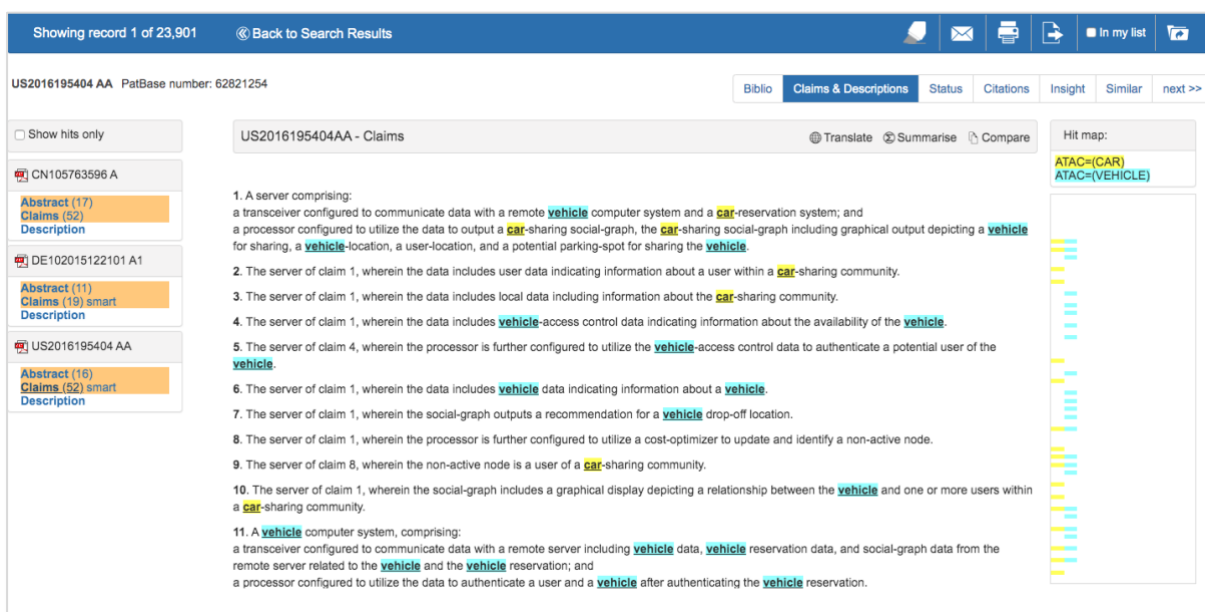 Showing record 1 of 23,901
Back to Search Results
In my list
US2016195404 AA PatBase number: 62821254
Biblio
Claims & Descriptions
Status
Citations
Insight
Similar
next >>
Show hits only
CN105763596 A
Abstract (17)
Claims (52)
Description
DE102015122101 A1
Abstract (11)
Claims (19) smart
Description
US2016195404 AA
Abstract (16)
Claims (52) smart
Description
US2016195404AA - Claims
Translate
Summarise
Compare
1. A server comprising:
a transceiver configured to communicate data with a remote vehicle computer system and a car-reservation system; and
a processor configured to utilize the data to output a car-sharing social-graph, the car-sharing social-graph including graphical output depicting a vehicle
for sharing, a vehicle-location, a user-location, and a potential parking-spot for sharing the vehicle.
2. The server of claim 1, wherein the data includes user data indicating information about a user within a car-sharing community.
3. The server of claim 1, wherein the data includes local data including information about the car-sharing community.
4. The server of claim 1, wherein the data includes vehicle-access control data indicating information about the availability of the vehicle.
5. The server of claim 4, wherein the processor is further configured to utilize the vehicle-access control data to authenticate a potential user of the
vehicle.
6. The server of claim 1, wherein the data includes vehicle data indicating information about a vehicle.
7. The server of claim 1, wherein the social-graph outputs a recommendation for a vehicle drop-off location.
8. The server of claim 1, wherein the processor is further configured to utilize a cost-optimizer to update and identify a non-active node.
9. The server of claim 8, wherein the non-active node is a user of a car-sharing community.
10. The server of claim 1, wherein the social-graph includes a graphical display depicting a relationship between the vehicle and one or more users within
a car-sharing community.
11. A vehicle computer system, comprising:
a transceiver configured to communicate data with a remote server including vehicle data, vehicle reservation data, and social-graph data from the
remote server related to the vehicle and the vehicle reservation; and
a processor configured to utilize the data to authenticate a user and a vehicle after authenticating the vehicle reservation.
Hit map:
ATAC=(CAR)
ATAC=(VEHICLE)